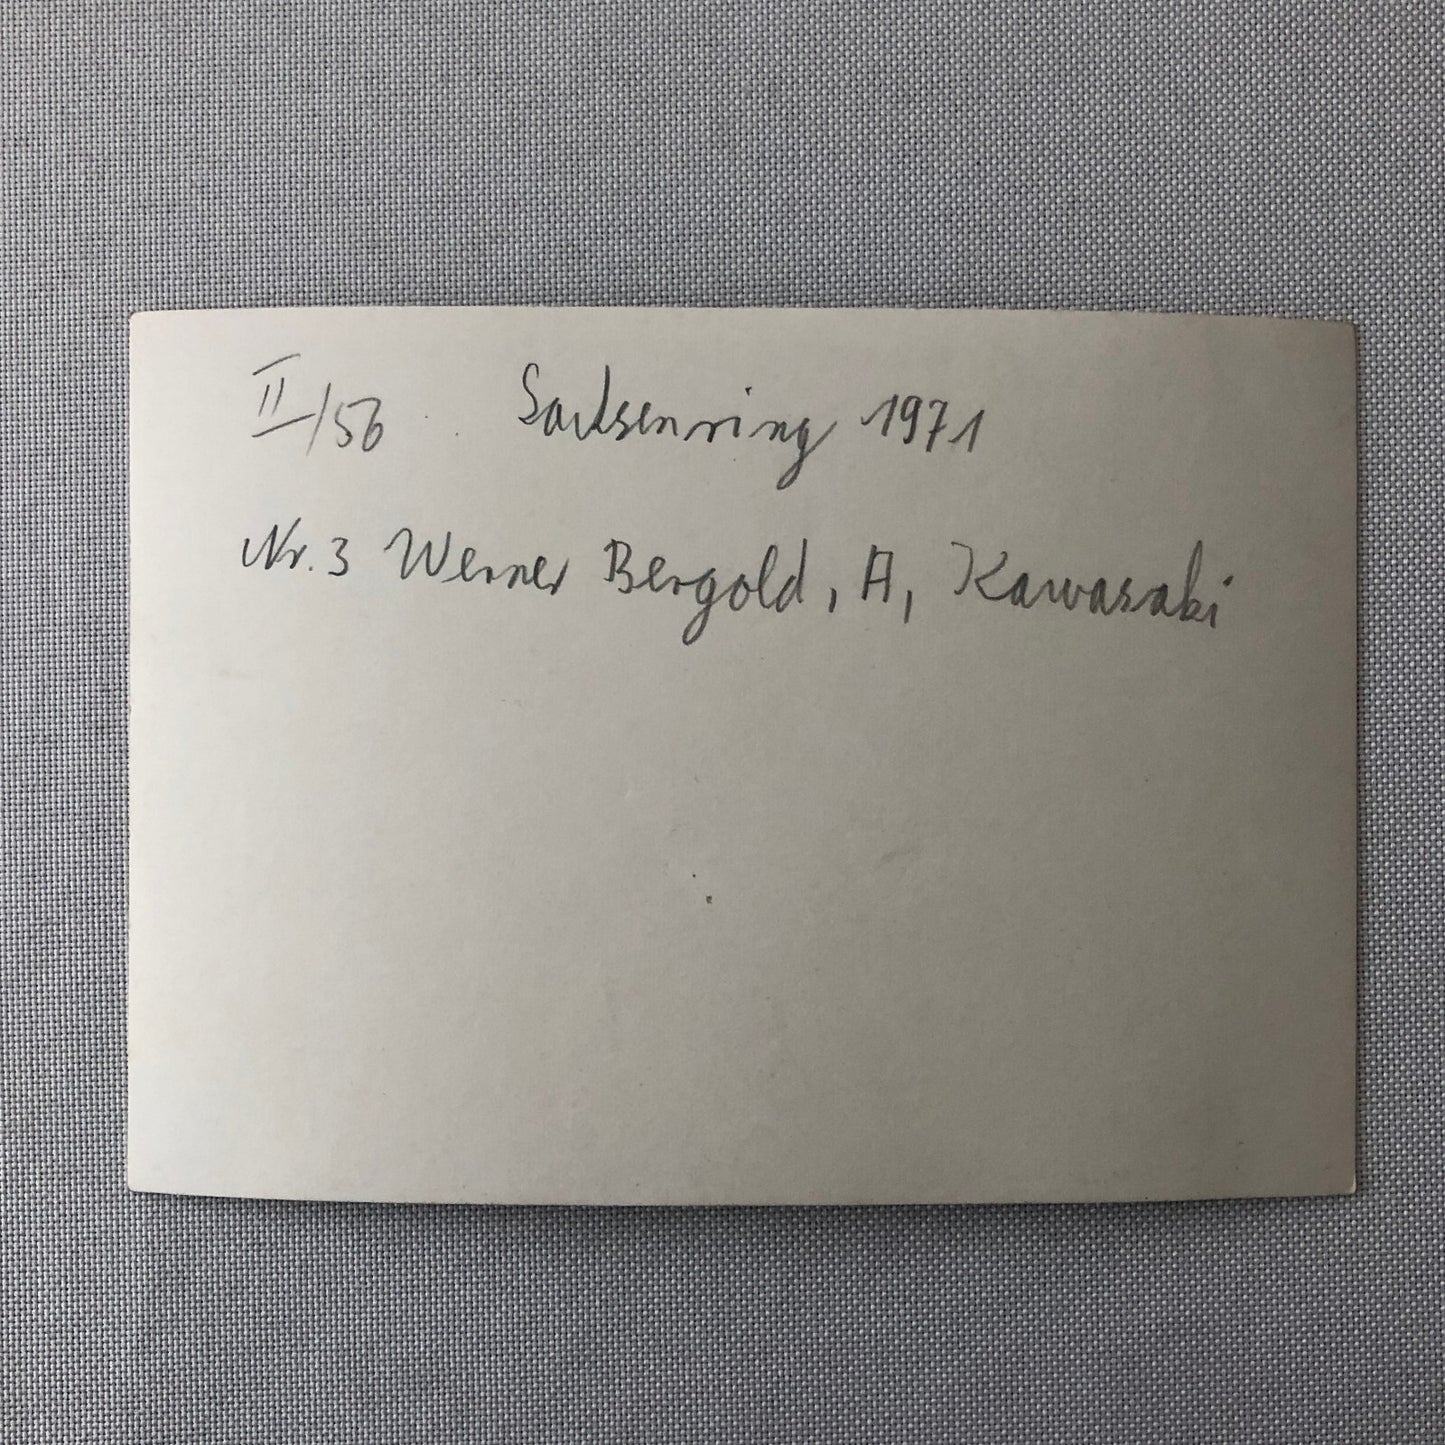 II/56 Sachsenring 1971
Nr. 3 Werner Bergold, A, Kawasaki